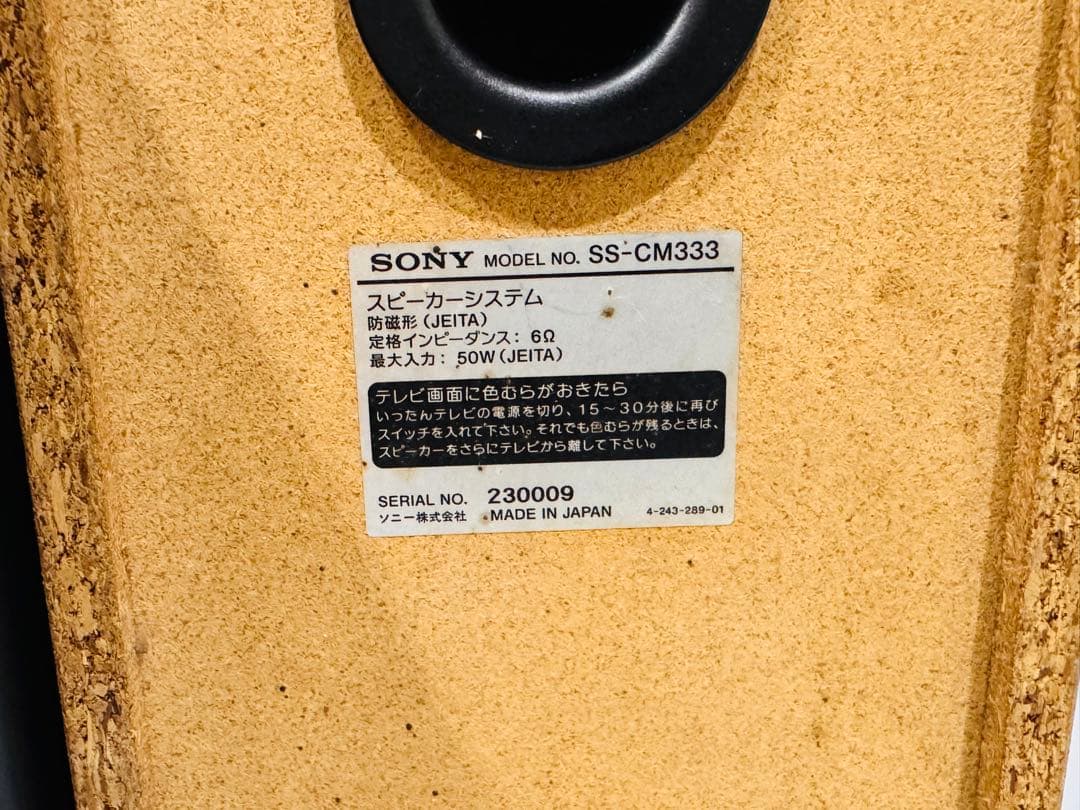 SONY MODEL NO. SS-CM333
スピーカーシステム
防磁形(JEITA)
定格インピーダンス: 6Ω
最大入力: 50W(JEITA)
テレビ画面に色むらがおきたら
いったんテレビの電源を切り、15〜30分後に再び
スイッチを入れて下さい。それでも色むらが残るときは、
スピーカーをさらにテレビから離して下さい。
SERIAL NO. 230009
ソニー株式会社 MADE IN JAPAN 4-243-289-01